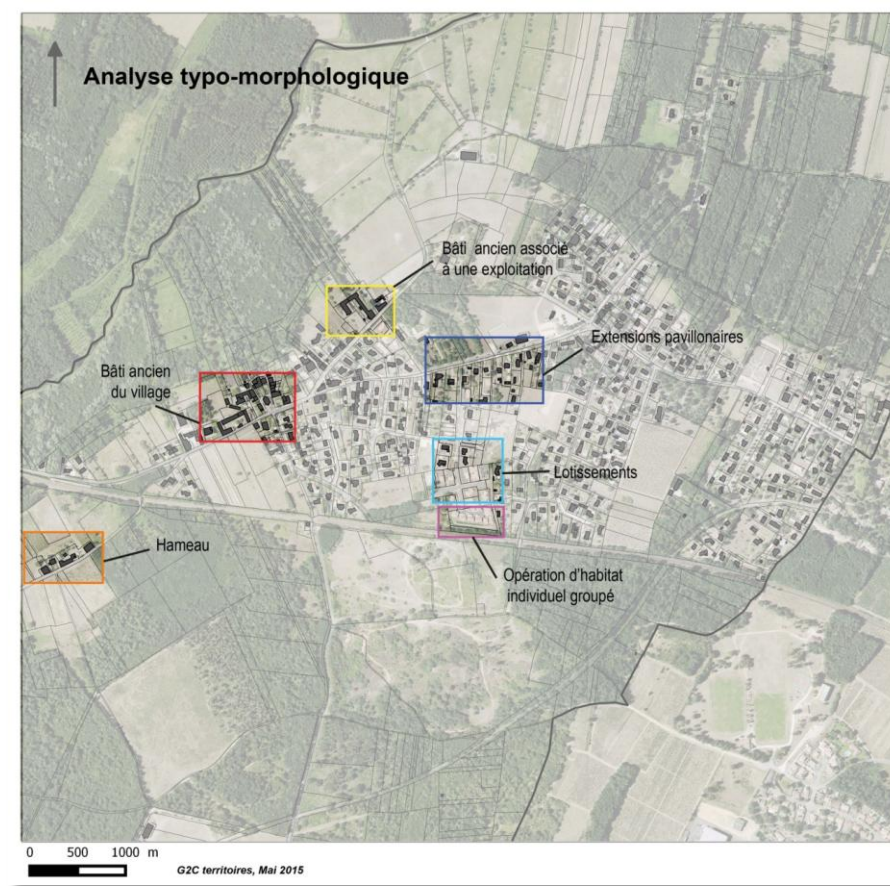 Analyse typo-morphologique
Bâti ancien associé
à une exploitation
Extensions pavillonaires
Bâti ancien
du village
Lotissements
Hameau
Opération d'habitat
individuel groupé
0 500 1000 m
G2C territoires, Mai 2015